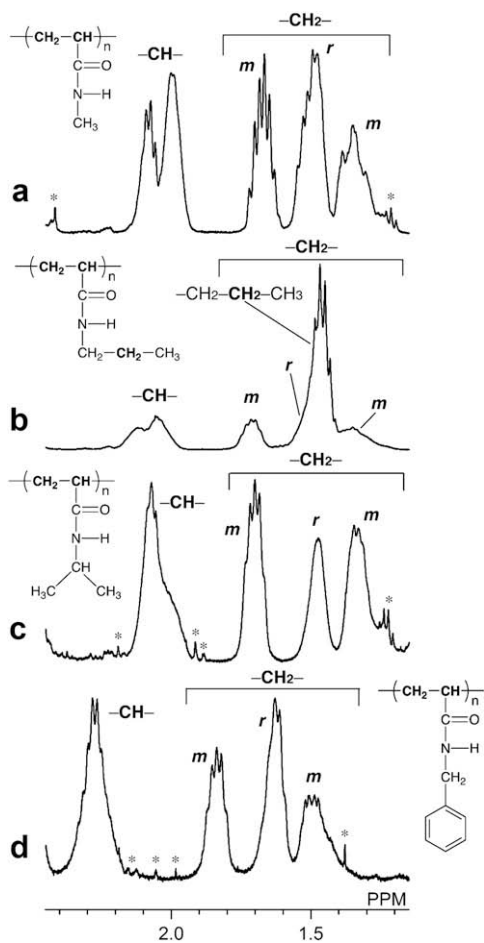 –(CH₂–CH)–n
C=O
N–H
CH₃
–CH–
–CH₂–
m
r
m
*
*
a
–(CH₂–CH)–n
C=O
N–H
CH₂–CH₂–CH₃
–CH₂–
–CH₂–CH₂–CH₃
–CH–
r
m
m
b
–(CH₂–CH)–n
C=O
N–H
CH
H₃C CH₃
–CH–
–CH₂–
m
r
m
*
* *
*
c
–(CH₂–CH)–n
C=O
N–H
CH₂
–CH–
–CH₂–
m
r
m
* * *
*
d
PPM
2.0 1.5